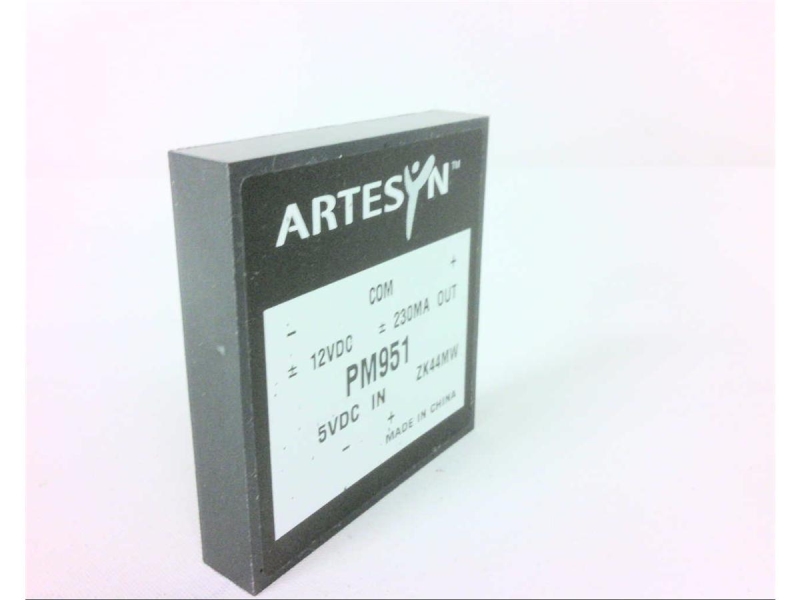 ARTESYN™
- COM +
± 12VDC ± 230MA OUT
PM951 ZK44MW
5VDC IN
- + MADE IN CHINA